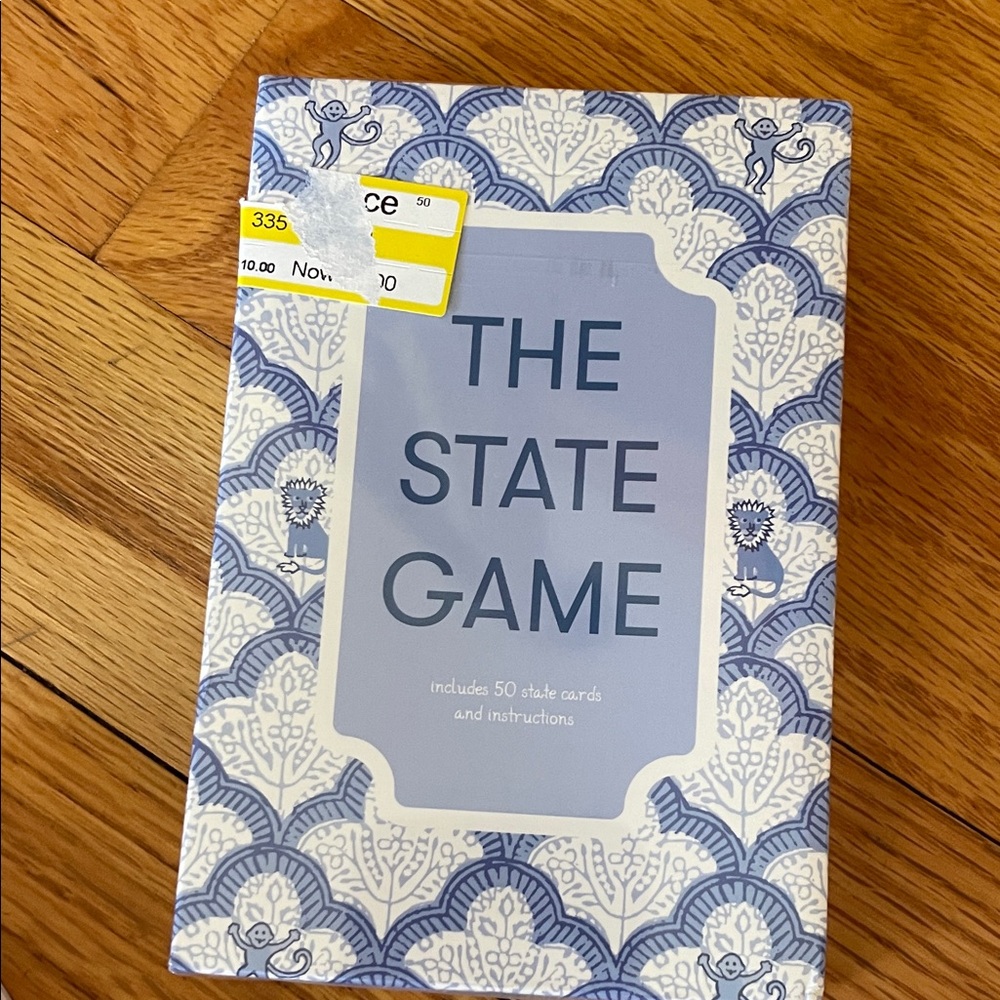 ce 50
335
10.00 Now 00
THE
STATE
GAME
includes 50 state cards
and instructions